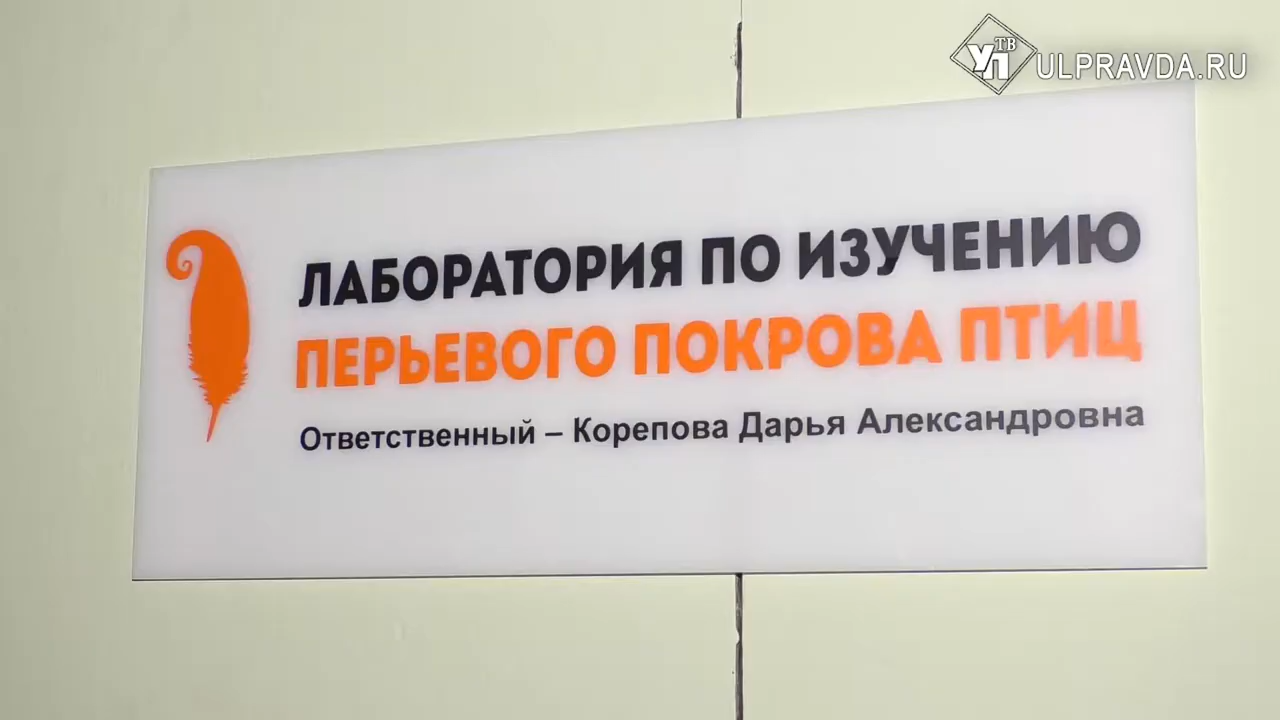 УП ТВ ULPRAVDA.RU
ЛАБОРАТОРИЯ ПО ИЗУЧЕНИЮ
ПЕРЬЕВОГО ПОКРОВА ПТИЦ
Ответственный – Корепова Дарья Александровна